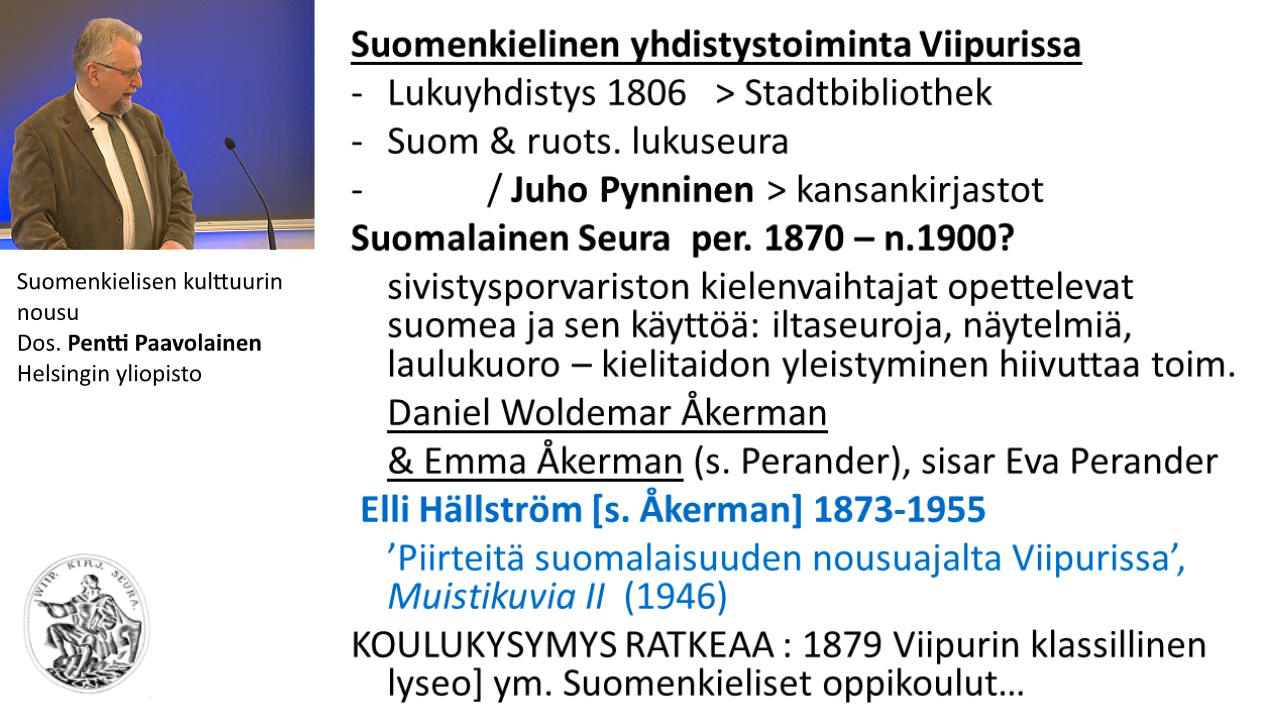 Suomenkielinen yhdistystoiminta Viipurissa
- Lukuyhdistys 1806 > Stadtbibliothek
- Suom & ruots. lukuseura
- / Juho Pynninen > kansankirjastot
Suomalainen Seura per. 1870 – n.1900?
sivistysporvariston kielenvaihtajat opettelevat
suomea ja sen käyttöä: iltaseuroja, näytelmiä,
laulukuoro – kielitaidon yleistyminen hiivuttaa toim.
Daniel Woldemar Åkerman
& Emma Åkerman (s. Perander), sisar Eva Perander
Elli Hällström [s. Åkerman] 1873-1955
’Piirteitä suomalaisuuden nousuajalta Viipurissa’,
Muistikuvia II (1946)
KOULUKYSYMYS RATKEAA : 1879 Viipurin klassillinen
lyseo] ym. Suomenkieliset oppikoulut...
Suomenkielisen kulttuurin
nousu
Dos. Pentti Paavolainen
Helsingin yliopisto
WIIP. KIRJ. SEURA.